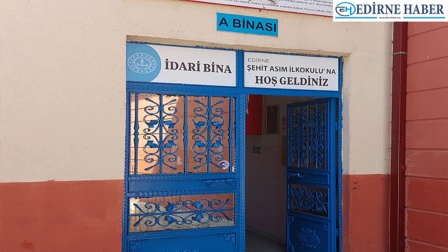 EDİRNE HABER
A BİNASI
İDARİ BİNA
EDİRNE
ŞEHİT ASIM İLKOKULU'NA
HOŞ GELDİNİZ